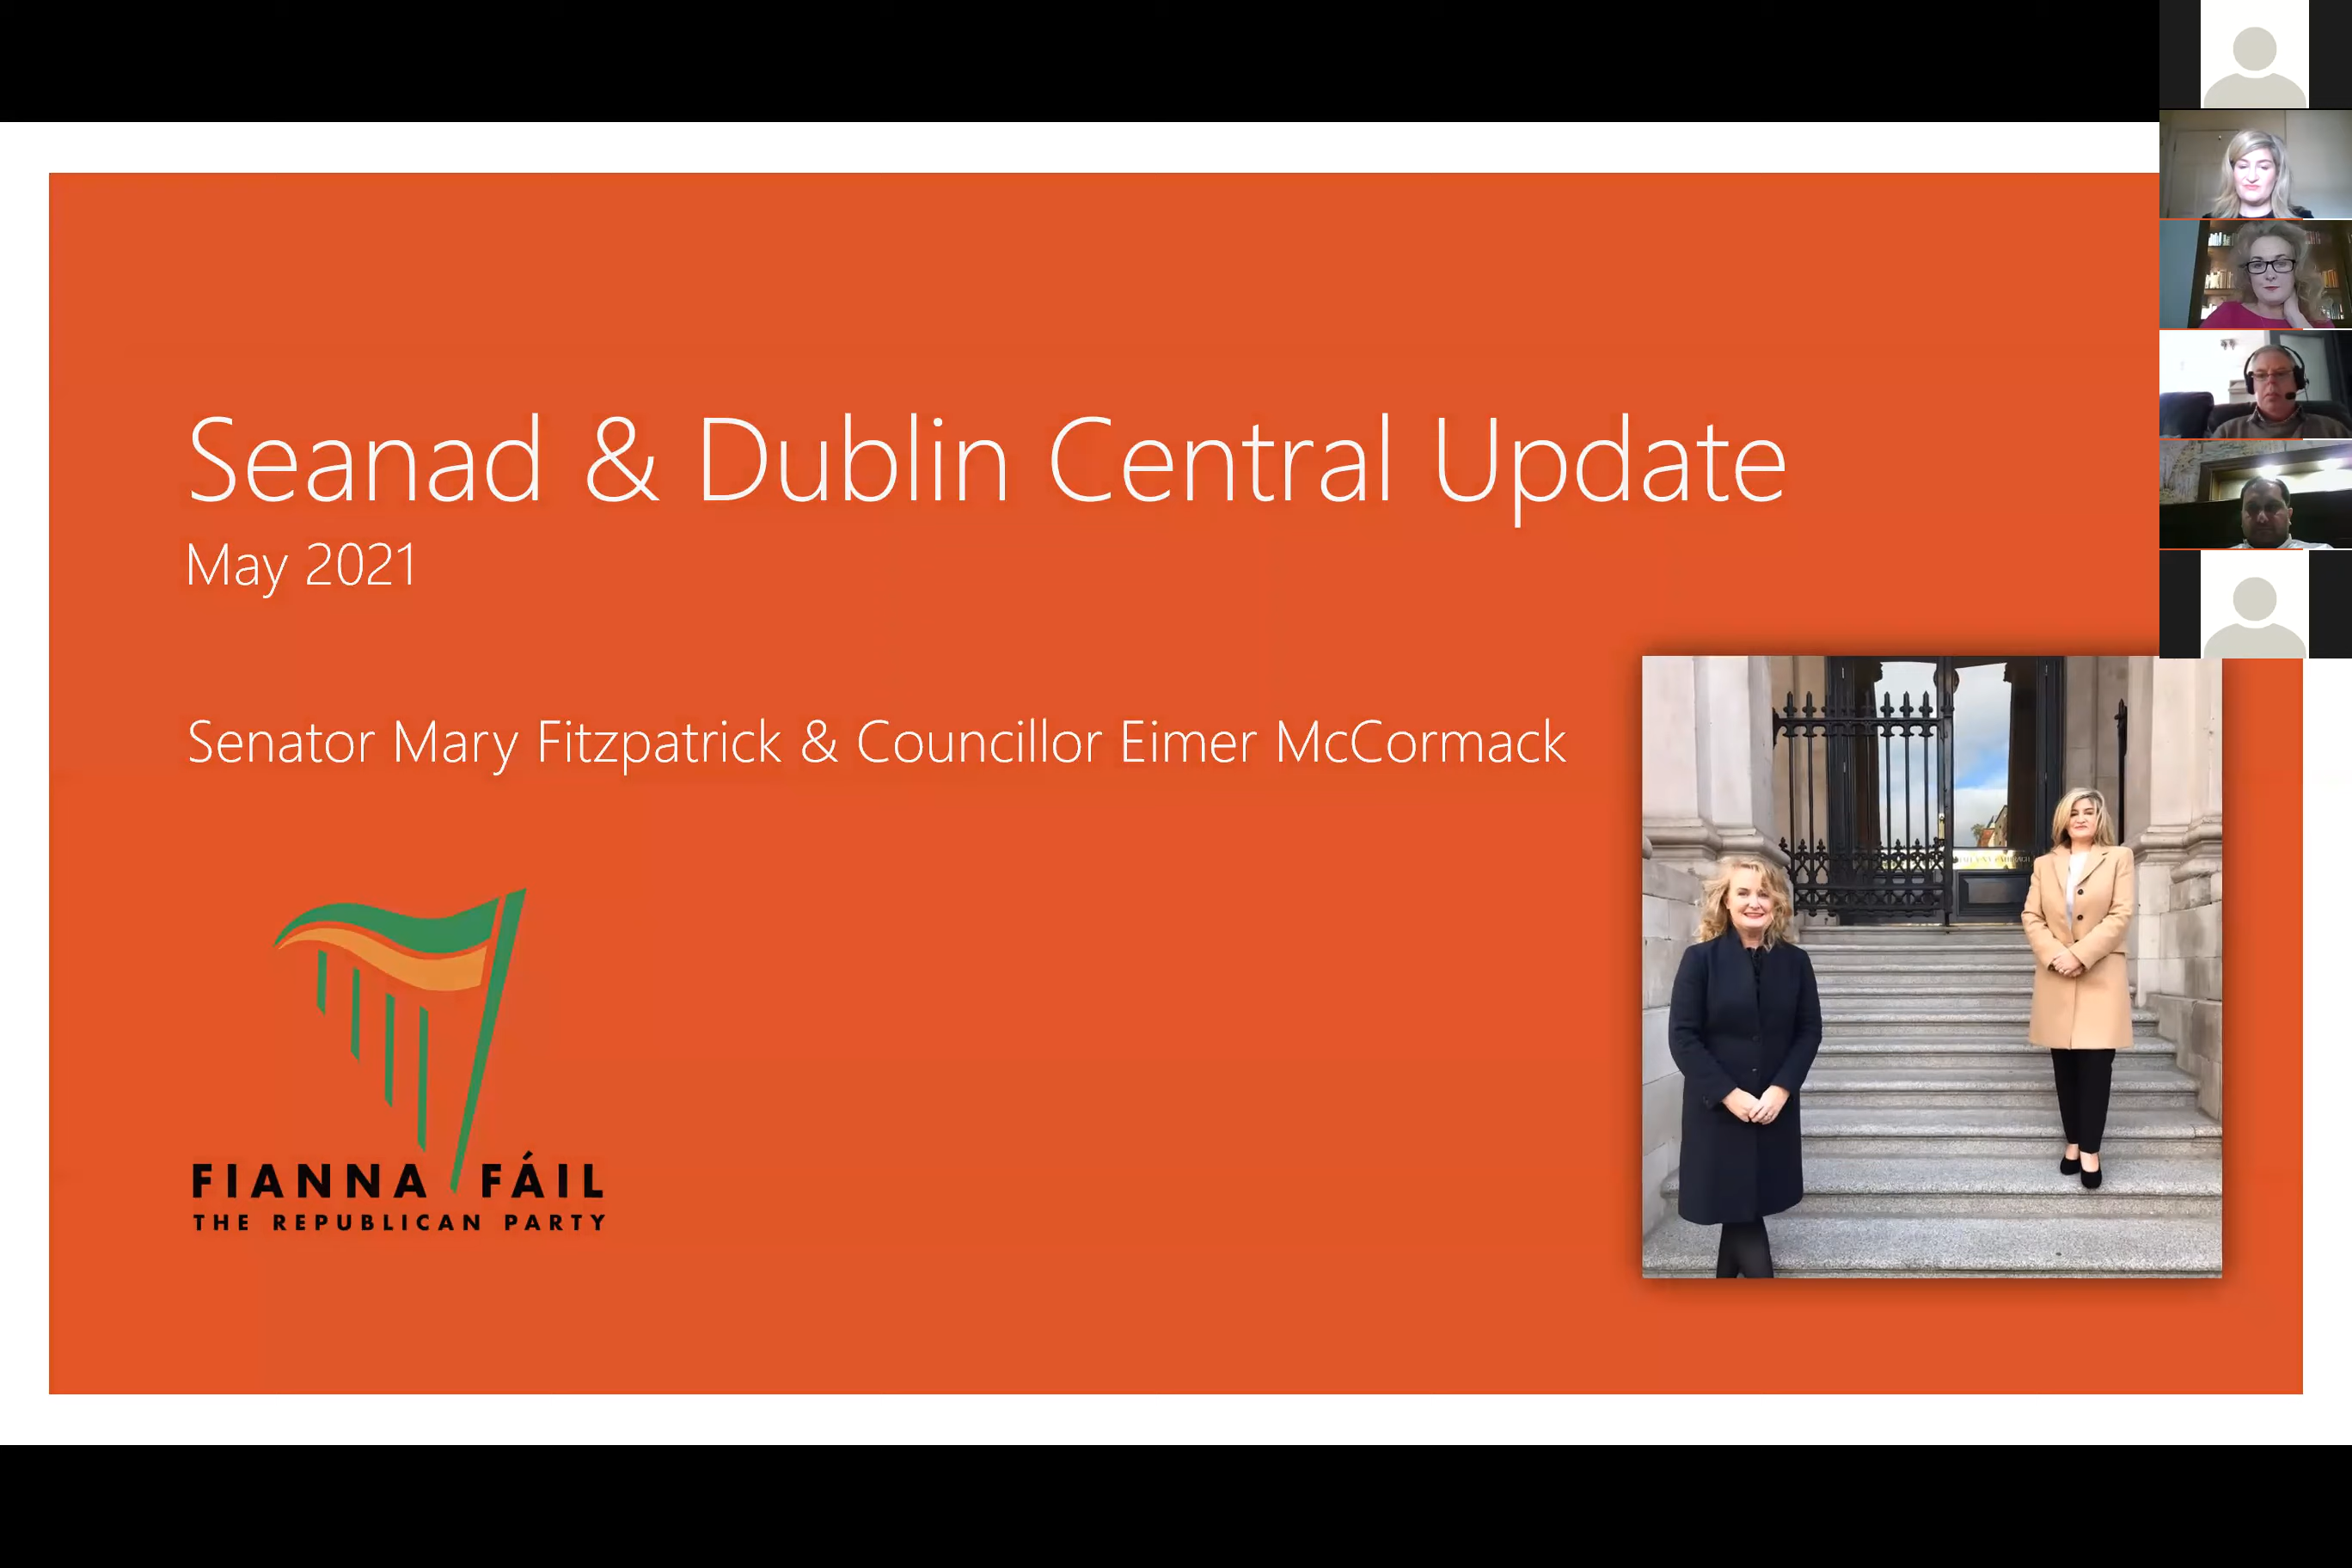 Seanad & Dublin Central Update
May 2021
Senator Mary Fitzpatrick & Councillor Eimer McCormack
FIANNA FÁIL
THE REPUBLICAN PARTY